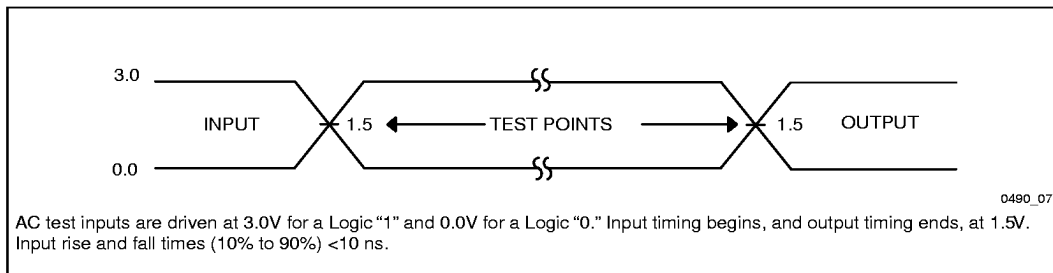 3.0
INPUT 1.5 TEST POINTS 1.5 OUTPUT
0.0
0490_07
AC test inputs are driven at 3.0V for a Logic “1” and 0.0V for a Logic “0.” Input timing begins, and output timing ends, at 1.5V.
Input rise and fall times (10% to 90%) <10 ns.